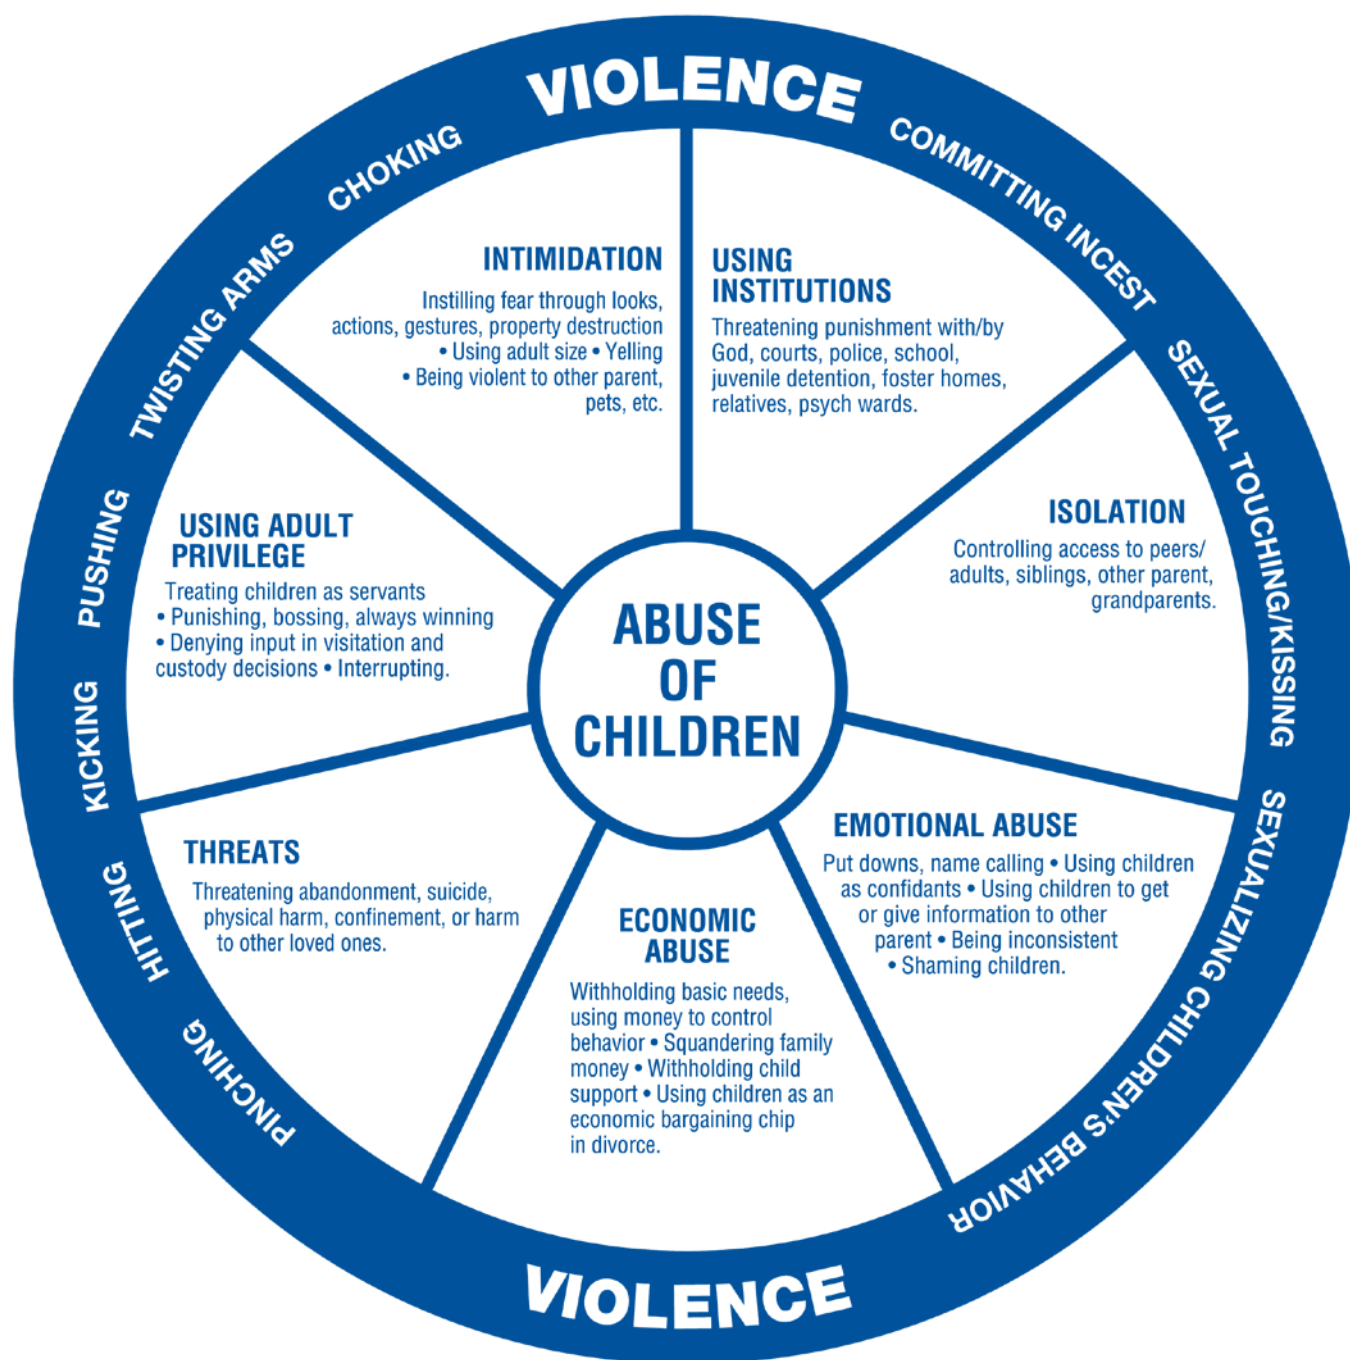 VIOLENCE
COMMITTING INCEST
SEXUAL TOUCHING/KISSING
SEXUALIZING CHILDREN'S BEHAVIOR
VIOLENCE
PINCHING
HITTING
KICKING
PUSHING
TWISTING ARMS
CHOKING
ABUSE
OF
CHILDREN
INTIMIDATION
Instilling fear through looks,
actions, gestures, property destruction
• Using adult size • Yelling
• Being violent to other parent,
pets, etc.
USING
INSTITUTIONS
Threatening punishment with/by
God, courts, police, school,
juvenile detention, foster homes,
relatives, psych wards.
ISOLATION
Controlling access to peers/
adults, siblings, other parent,
grandparents.
EMOTIONAL ABUSE
Put downs, name calling • Using children
as confidants • Using children to get
or give information to other
parent • Being inconsistent
• Shaming children.
ECONOMIC
ABUSE
Withholding basic needs,
using money to control
behavior • Squandering family
money • Withholding child
support • Using children as an
economic bargaining chip
in divorce.
THREATS
Threatening abandonment, suicide,
physical harm, confinement, or harm
to other loved ones.
USING ADULT
PRIVILEGE
Treating children as servants
• Punishing, bossing, always winning
• Denying input in visitation and
custody decisions • Interrupting.